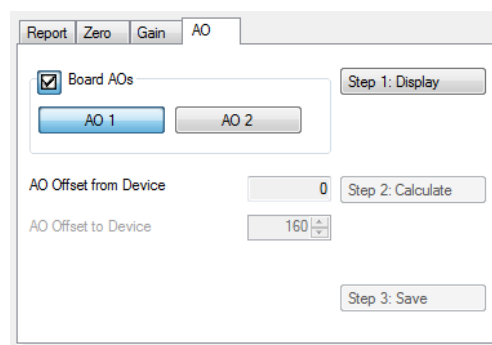 Report Zero Gain AO
Board AOs
Step 1: Display
AO 1 AO 2
AO Offset from Device 0 Step 2: Calculate
AO Offset to Device 160
Step 3: Save